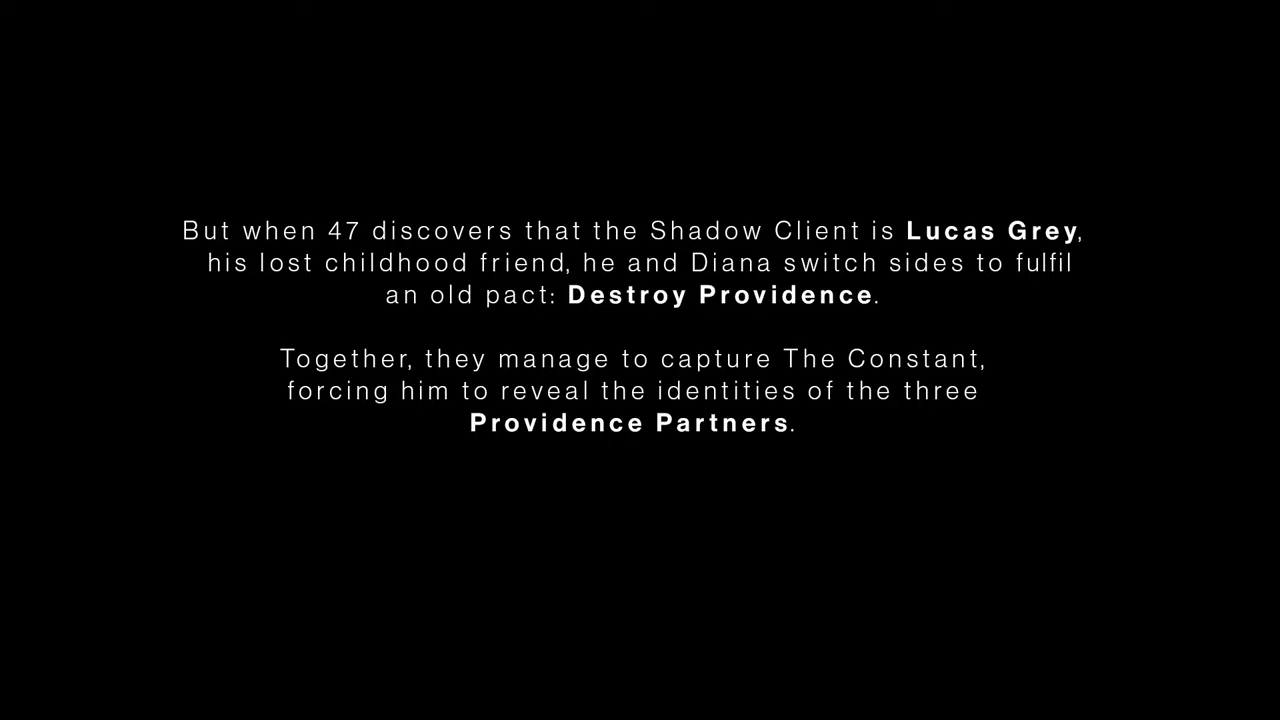 But when 47 discovers that the Shadow Client is Lucas Grey,
his lost childhood friend, he and Diana switch sides to fulfil
an old pact: Destroy Providence.
Together, they manage to capture The Constant,
forcing him to reveal the identities of the three
Providence Partners.